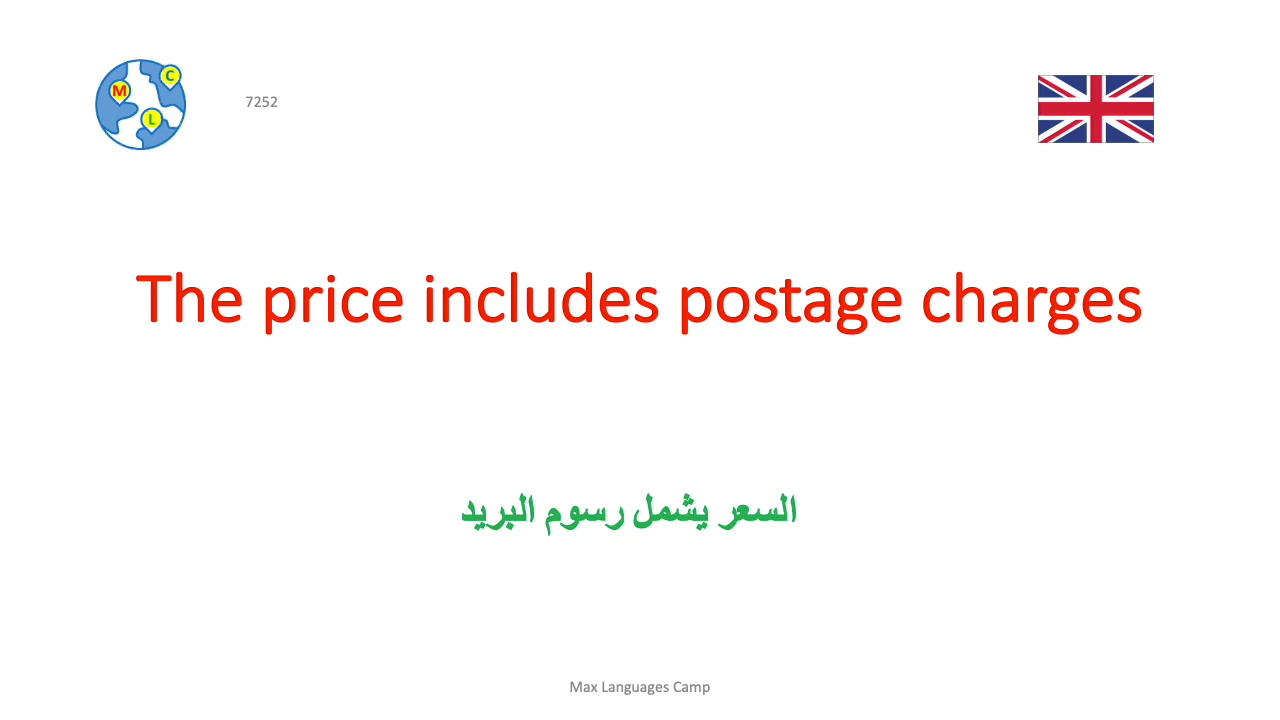 C
M
L
7252
The price includes postage charges
السعر يشمل رسوم البريد
Max Languages Camp